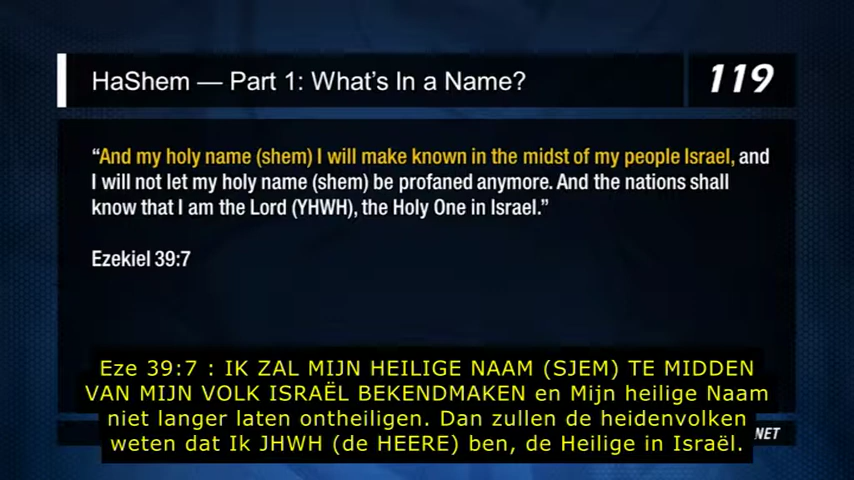 HaShem — Part 1: What's In a Name?
119
“And my holy name (shem) I will make known in the midst of my people Israel, and
I will not let my holy name (shem) be profaned anymore. And the nations shall
know that I am the Lord (YHWH), the Holy One in Israel.”
Ezekiel 39:7
Eze 39:7 : IK ZAL MIJN HEILIGE NAAM (SJEM) TE MIDDEN
VAN MIJN VOLK ISRAËL BEKENDMAKEN en Mijn heilige Naam
niet langer laten ontheiligen. Dan zullen de heidenvolken
weten dat Ik JHWH (de HEERE) ben, de Heilige in Israël.
NET